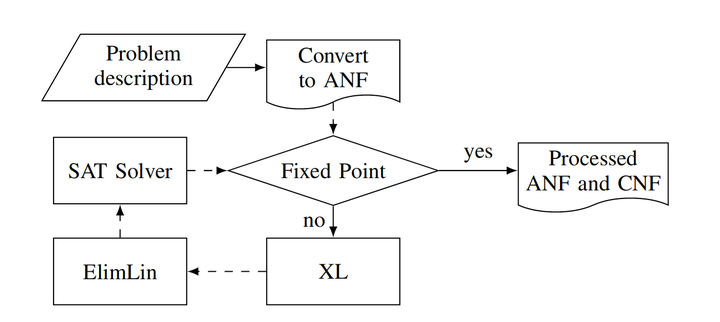 Problem
description
Convert
to ANF
SAT Solver
Fixed Point
yes
Processed
ANF and CNF
no
ElimLin
XL